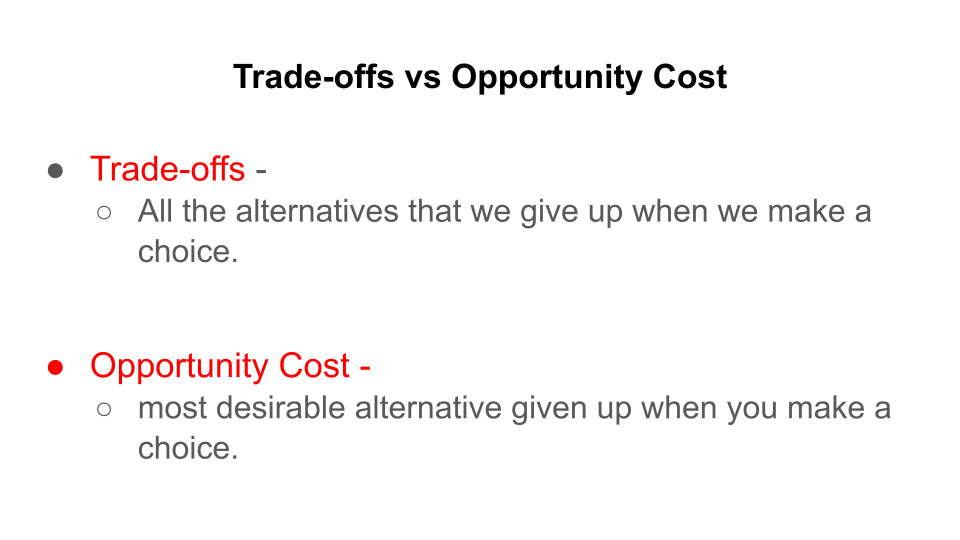 Trade-offs vs Opportunity Cost
● Trade-offs -
○ All the alternatives that we give up when we make a
choice.
● Opportunity Cost -
○ most desirable alternative given up when you make a
choice.